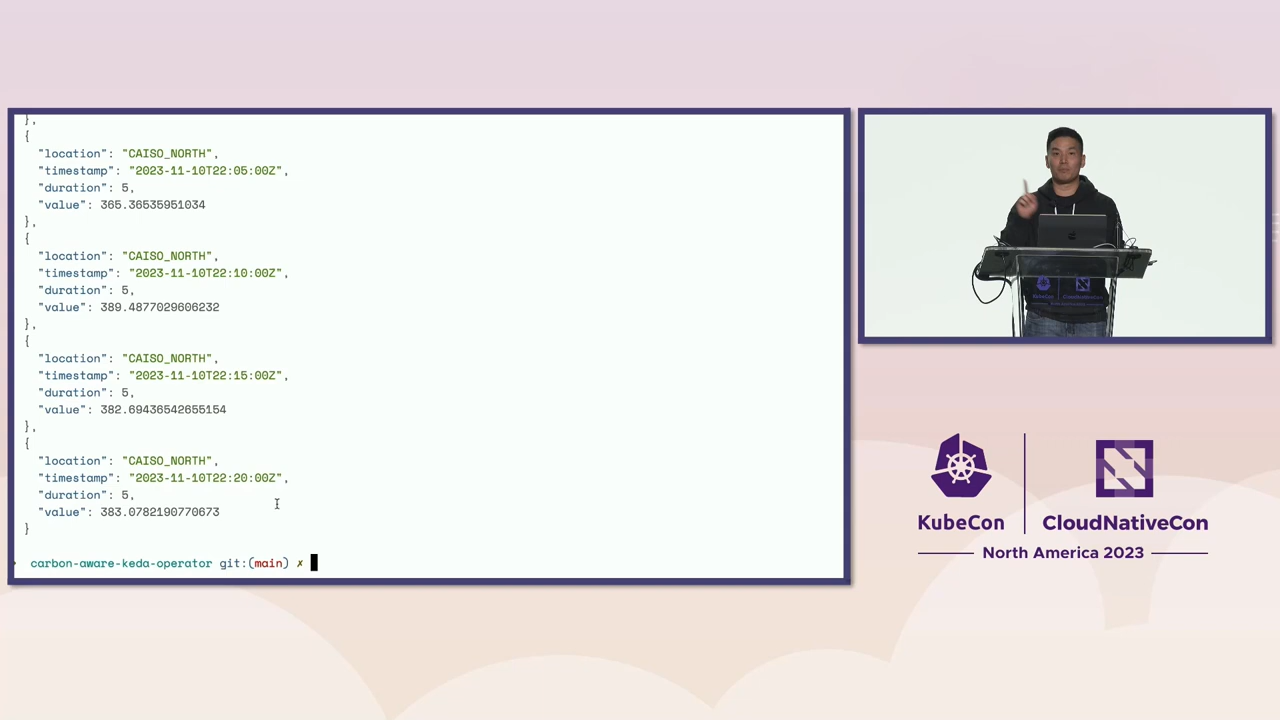 },
{
"location": "CAISO_NORTH",
"timestamp": "2023-11-10T22:05:00Z",
"duration": 5,
"value": 365.36535951034
},
{
"location": "CAISO_NORTH",
"timestamp": "2023-11-10T22:10:00Z",
"duration": 5,
"value": 389.4877029606232
},
{
"location": "CAISO_NORTH",
"timestamp": "2023-11-10T22:15:00Z",
"duration": 5,
"value": 382.69436542655154
},
{
"location": "CAISO_NORTH",
"timestamp": "2023-11-10T22:20:00Z",
"duration": 5,
"value": 383.0782190770673
}
carbon-aware-keda-operator git:(main) ✗
KubeCon
CloudNativeCon
North America 2023